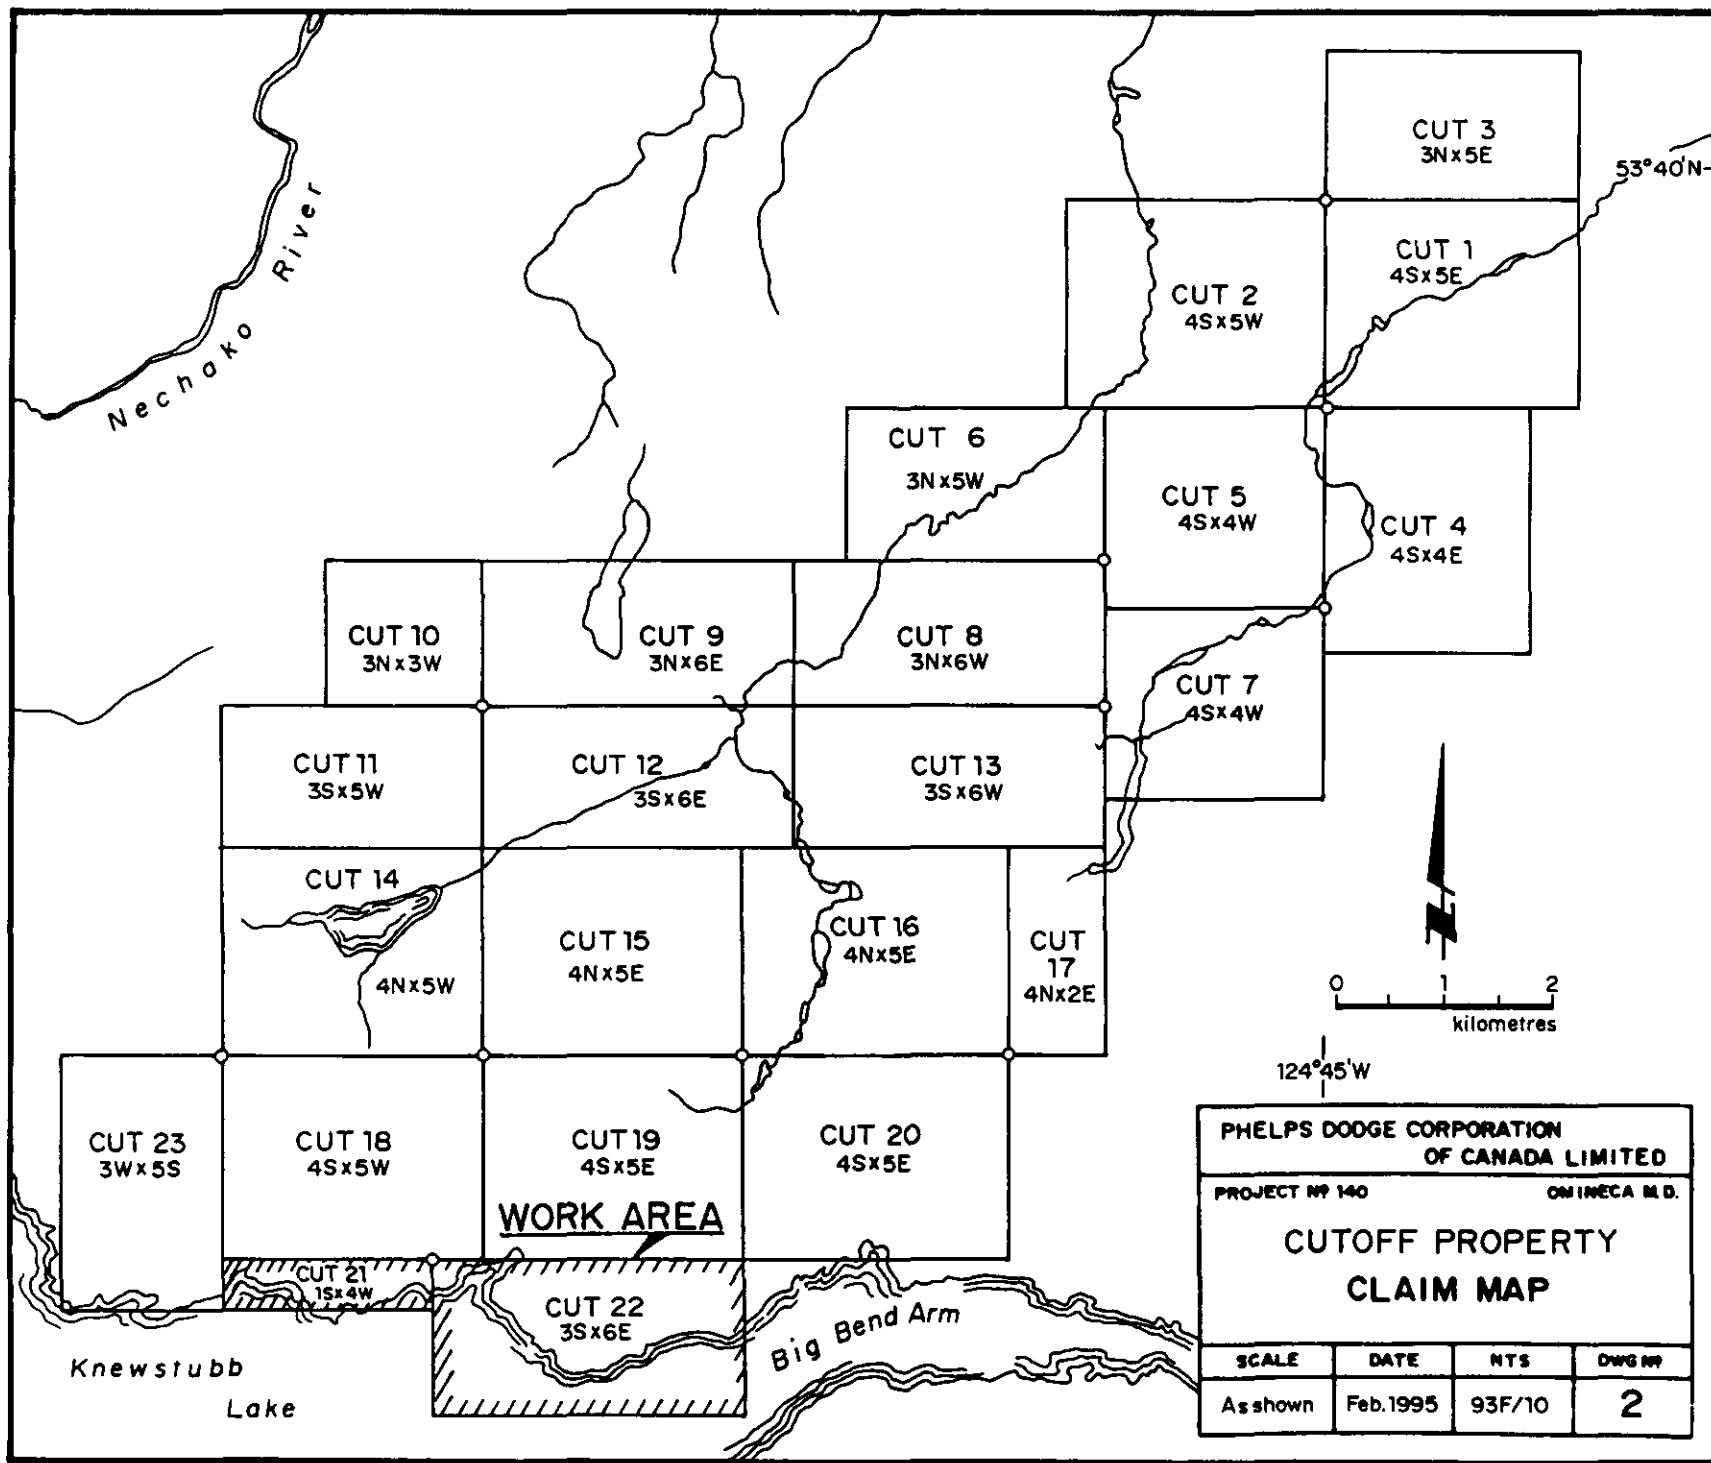 CUT 3
3N×5E
53°40'N-
CUT 1
4S×5E
CUT 2
4S×5W
Nechako River
CUT 6
3N×5W
CUT 5
4S×4W
CUT 4
4S×4E
CUT 10
3N×3W
CUT 9
3N×6E
CUT 8
3N×6W
CUT 7
4S×4W
CUT 11
3S×5W
CUT 12
3S×6E
CUT 13
3S×6W
CUT 14
4N×5W
CUT 15
4N×5E
CUT 16
4N×5E
CUT
17
4N×2E
N
0 1 2
kilometres
124°45'W
CUT 23
3W×5S
CUT 18
4S×5W
CUT 19
4S×5E
CUT 20
4S×5E
WORK AREA
CUT 21
1S×4W
CUT 22
3S×6E
Big Bend Arm
Knewstubb
Lake
PHELPS DODGE CORPORATION
OF CANADA LIMITED
PROJECT Nº 140 OMINECA M.D.
CUTOFF PROPERTY
CLAIM MAP
SCALE DATE NTS DWG Nº
As shown Feb. 1995 93F/10 2